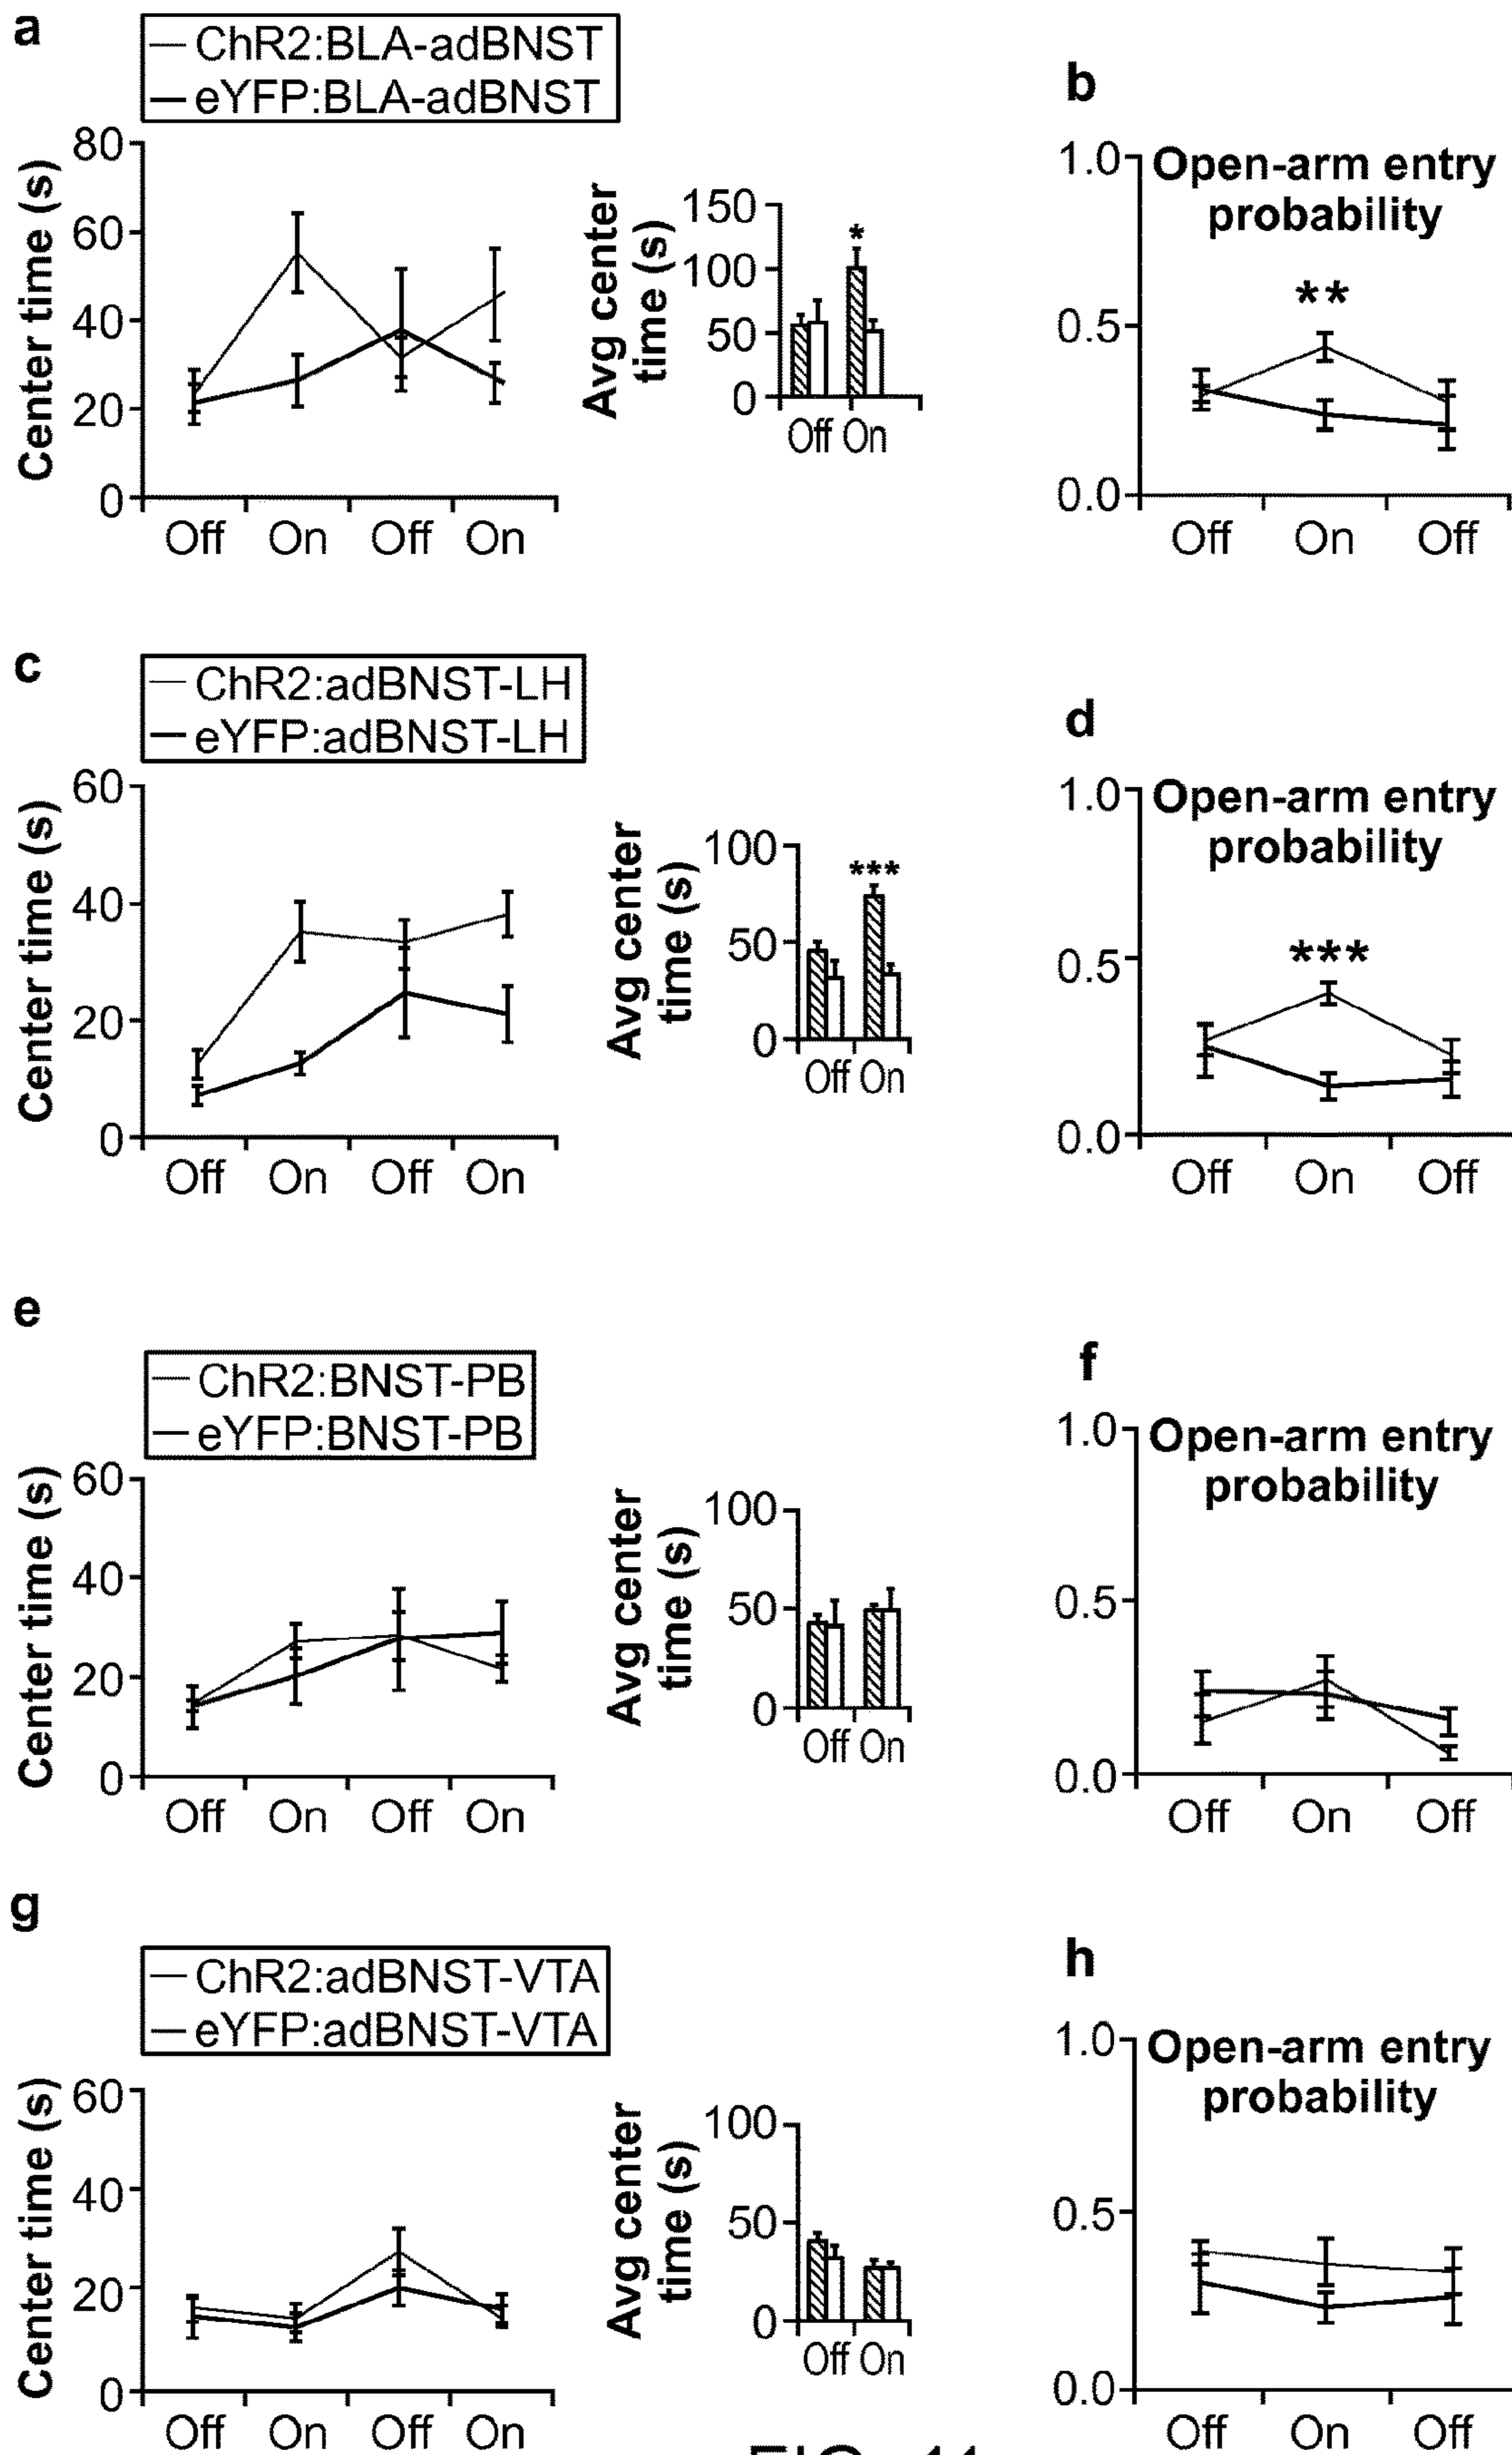 a
ChR2:BLA-adBNST
eYFP:BLA-adBNST
Center time (s)
80
60
40
20
0
Off On Off On
Avg center
time (s)
150
100
50
0
*
Off On
b
Open-arm entry
probability
1.0
0.5
0.0
**
Off On Off
c
ChR2:adBNST-LH
eYFP:adBNST-LH
Center time (s)
60
40
20
0
Off On Off On
Avg center
time (s)
100
50
0
***
Off On
d
Open-arm entry
probability
1.0
0.5
0.0
***
Off On Off
e
ChR2:BNST-PB
eYFP:BNST-PB
Center time (s)
60
40
20
0
Off On Off On
Avg center
time (s)
100
50
0
Off On
f
Open-arm entry
probability
1.0
0.5
0.0
Off On Off
g
ChR2:adBNST-VTA
eYFP:adBNST-VTA
Center time (s)
60
40
20
0
Off On Off On
Avg center
time (s)
100
50
0
Off On
h
Open-arm entry
probability
1.0
0.5
0.0
Off On Off